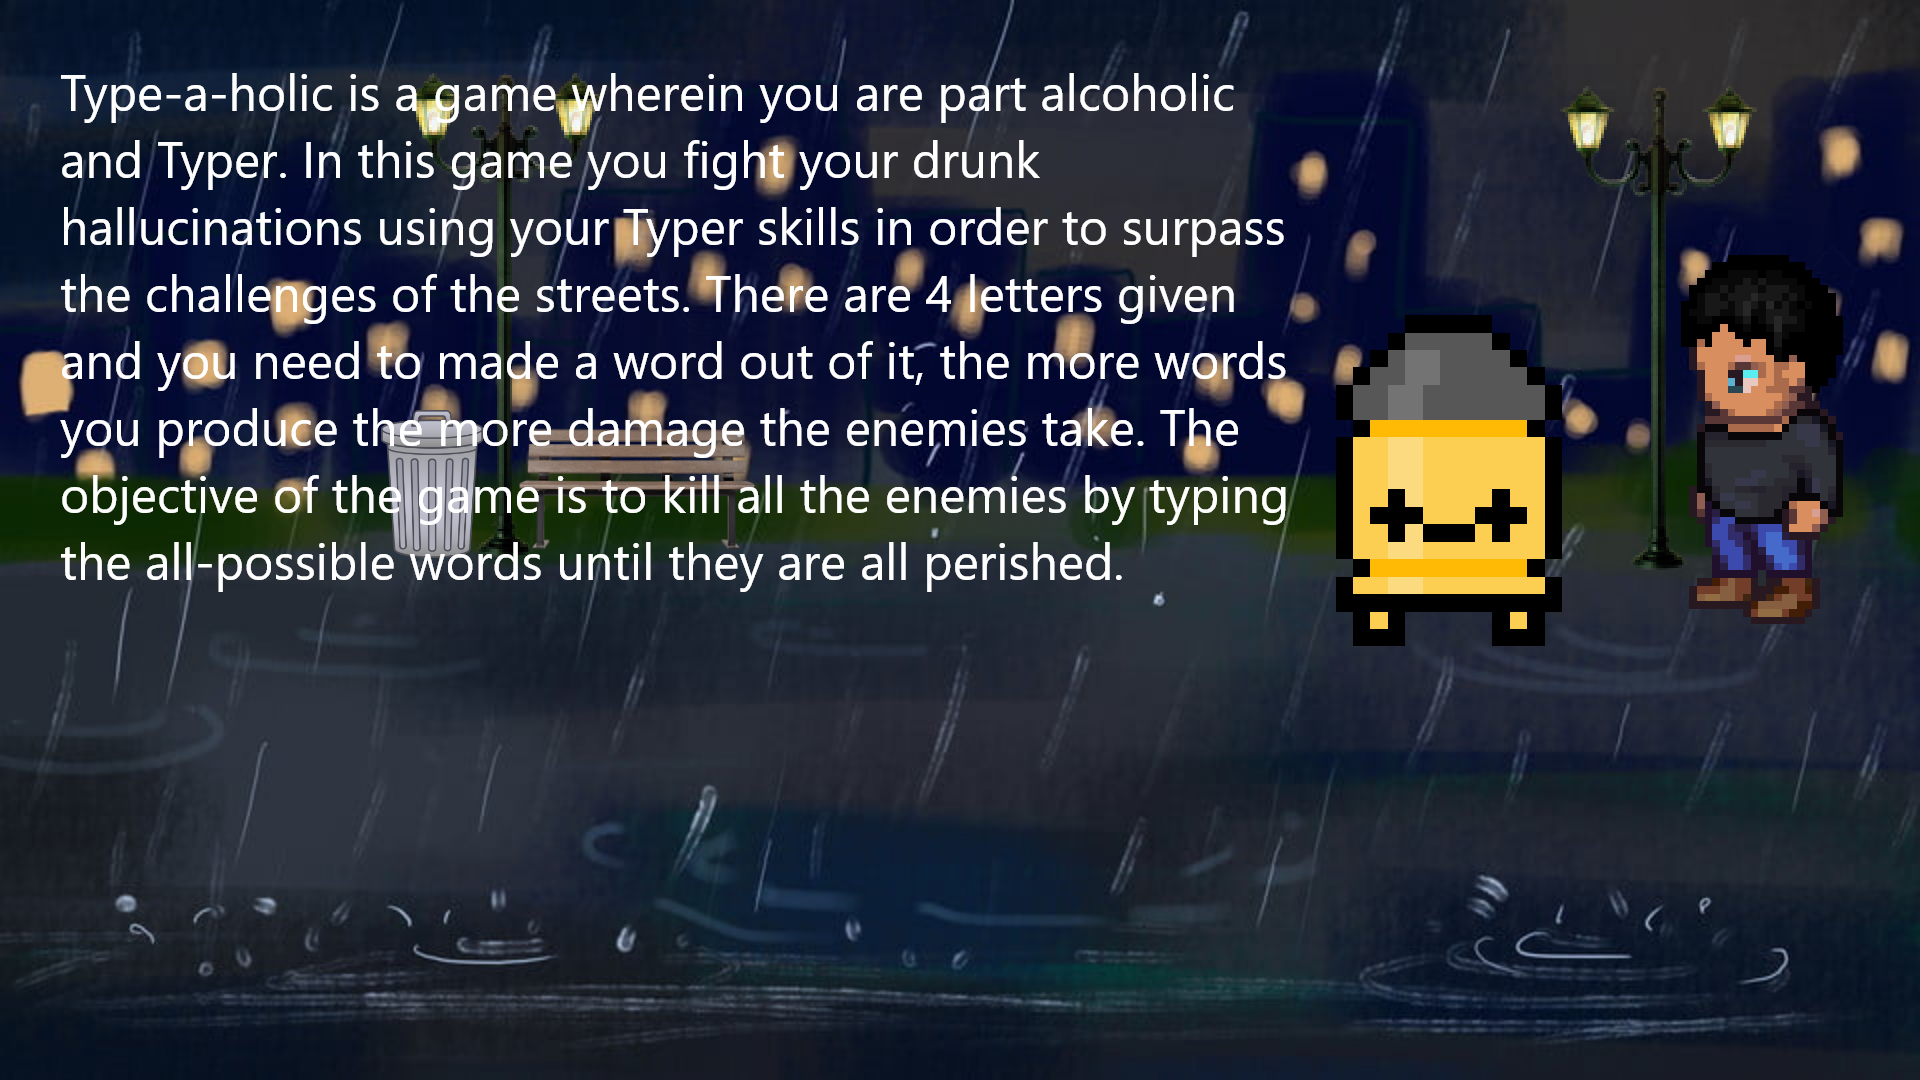 Type-a-holic is a game wherein you are part alcoholic
and Typer. In this game you fight your drunk
hallucinations using your Typer skills in order to surpass
the challenges of the streets. There are 4 letters given
and you need to made a word out of it, the more words
you produce the more damage the enemies take. The
objective of the game is to kill all the enemies by typing
the all-possible words until they are all perished.